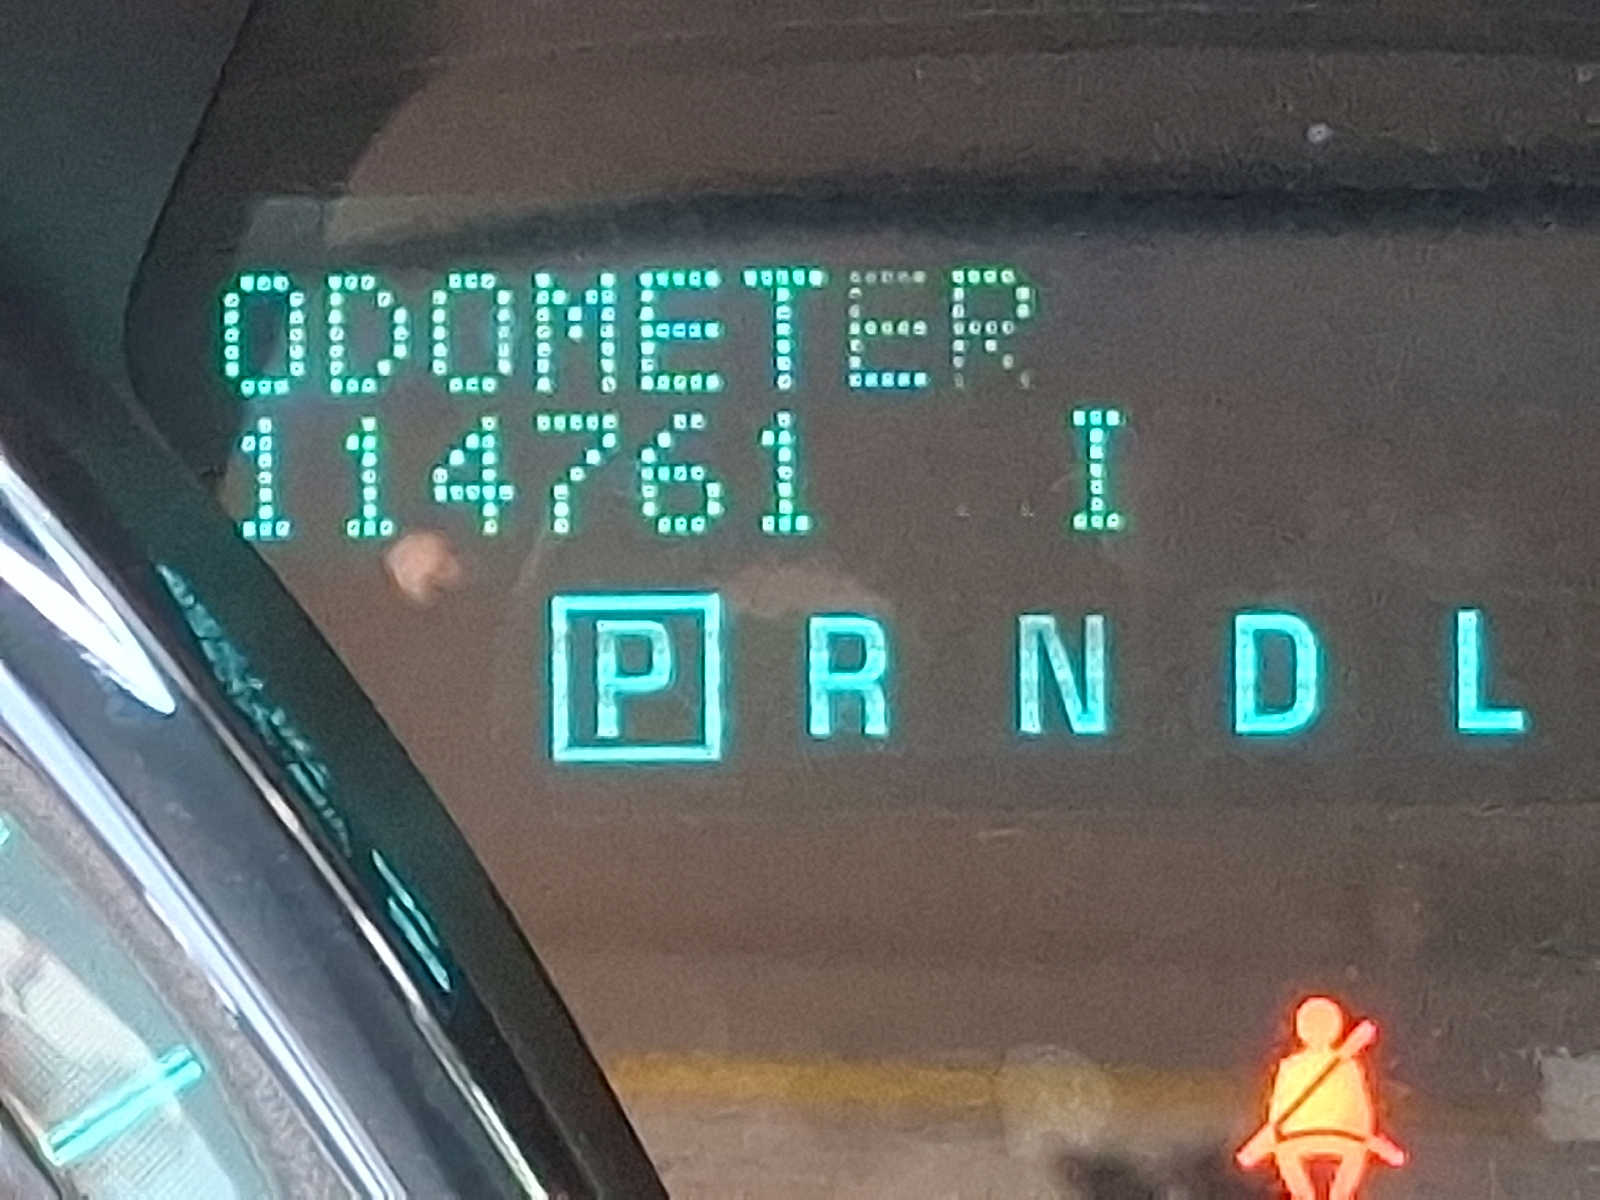 ODOMETER
114761 I
P R N D L